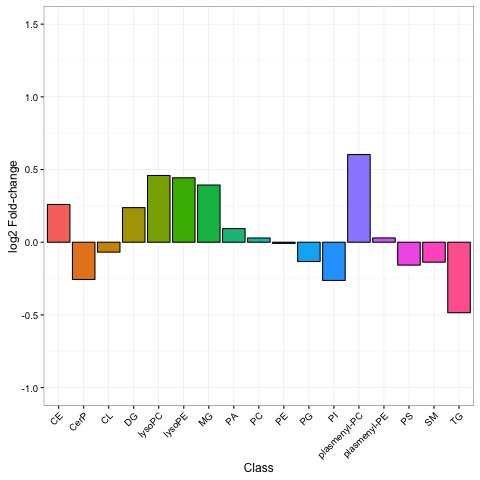 log2 Fold-change
1.5
1.0
0.5
0.0
-0.5
-1.0
CE CerP CL DG lysoPC lysoPE MG PA PC PE PG PI plasmenyl-PC plasmenyl-PE PS SM TG
Class